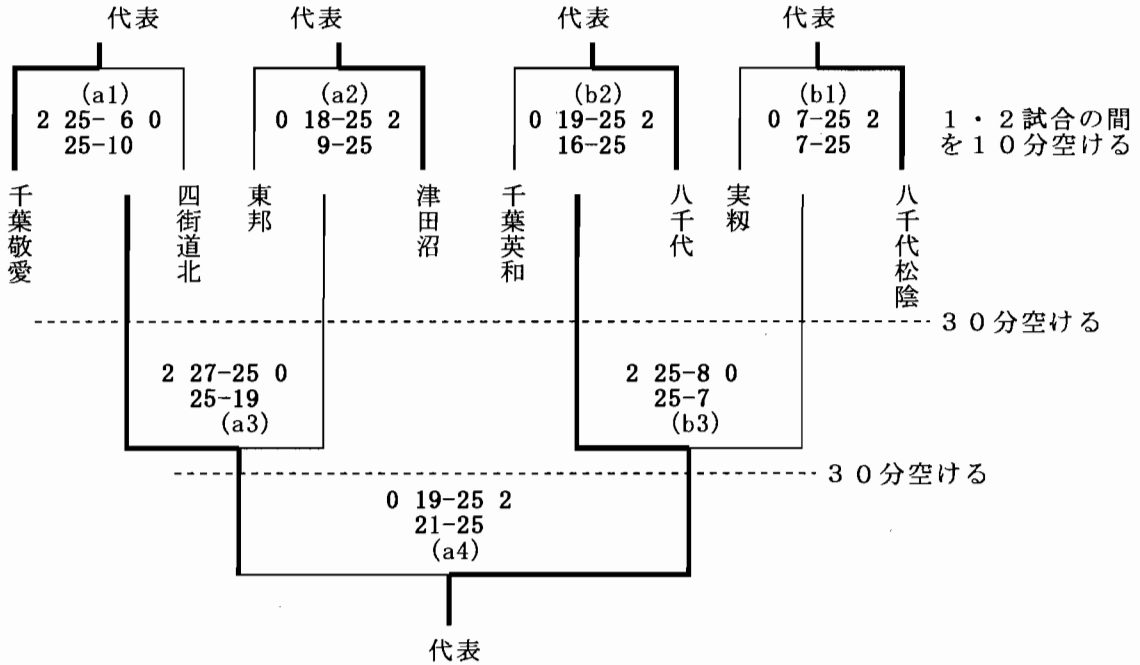 代表 代表 代表 代表
(a1) (a2) (b2) (b1)
2 25- 6 0 0 18-25 2 0 19-25 2 0 7-25 2 1・2試合の間
25-10 9-25 16-25 7-25 を10分空ける
千葉敬愛
四街道北
東邦
津田沼
千葉英和
八千代
実籾
八千代松陰
30分空ける
2 27-25 0 2 25-8 0
25-19 25-7
(a3) (b3)
30分空ける
0 19-25 2
21-25
(a4)
代表